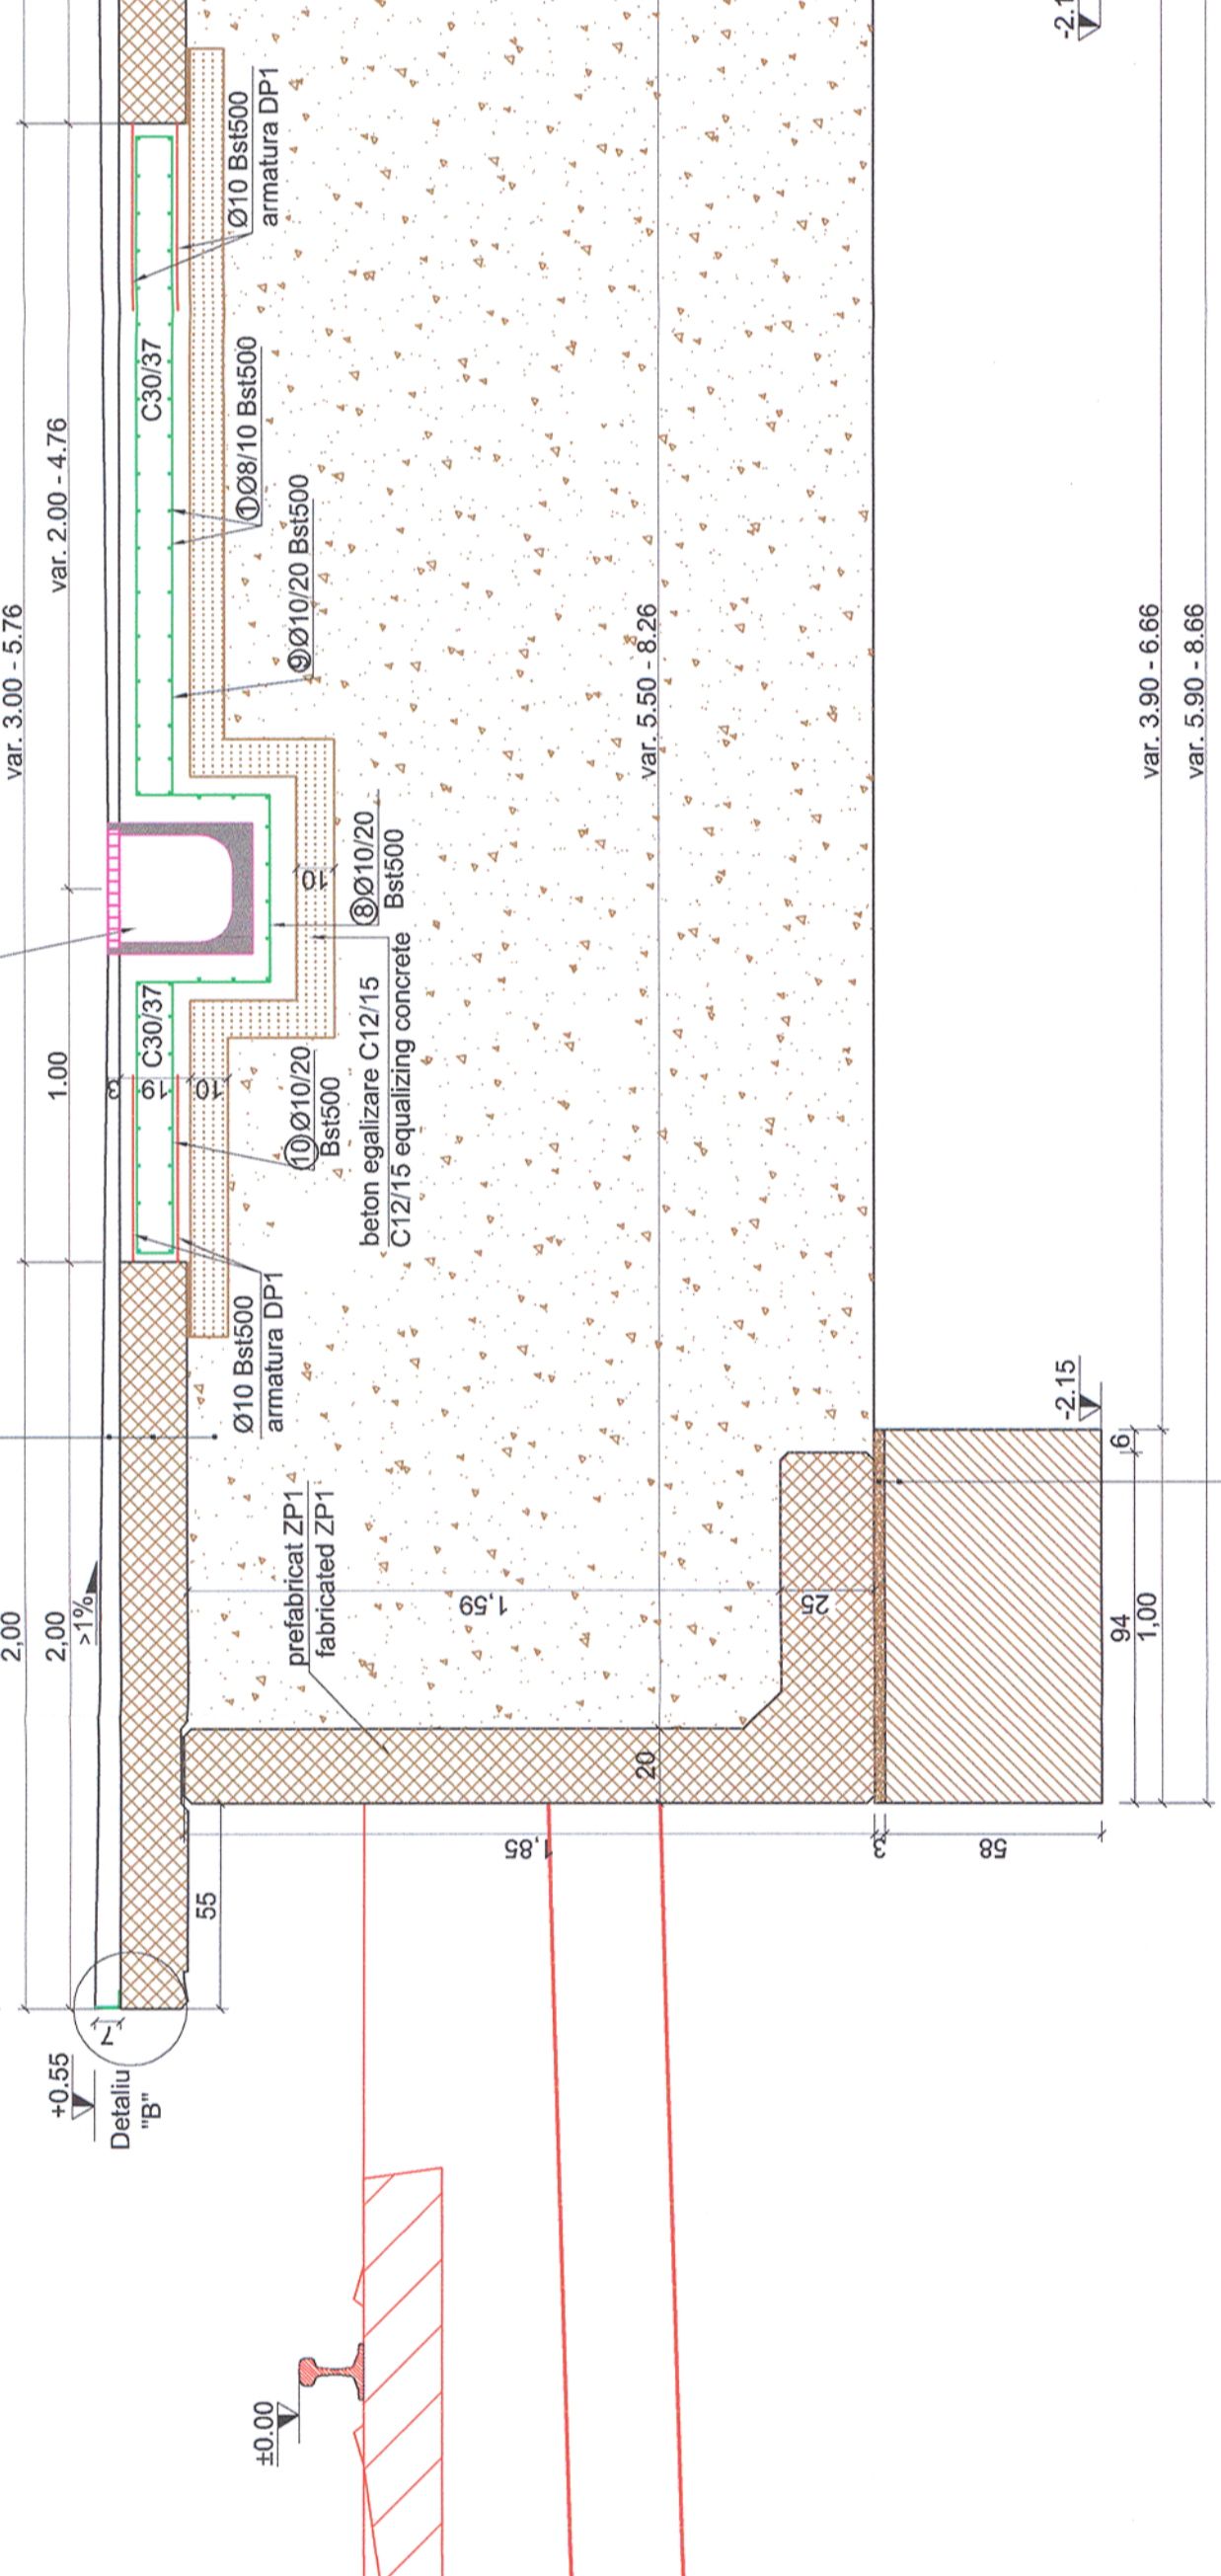 var. 3.00 - 5.76
2,00
var. 2.00 - 4.76
1.00
2,00
>1%
+0.55
7
Detaliu
"B"
C30/37
C30/37
3
19
10
Ø10 Bst500
armatura DP1
①Ø8/10 Bst500
⑨Ø10/20 Bst500
⑧Ø10/20
Bst500
10
⑩Ø10/20
Bst500
beton egalizare C12/15
C12/15 equalizing concrete
Ø10 Bst500
armatura DP1
prefabricat ZP1
fabricated ZP1
55
±0.00
1,59
25
1,85
3
58
20
var. 5.50 - 8.26
-2.15
6
94
1,00
var. 3.90 - 6.66
var. 5.90 - 8.66